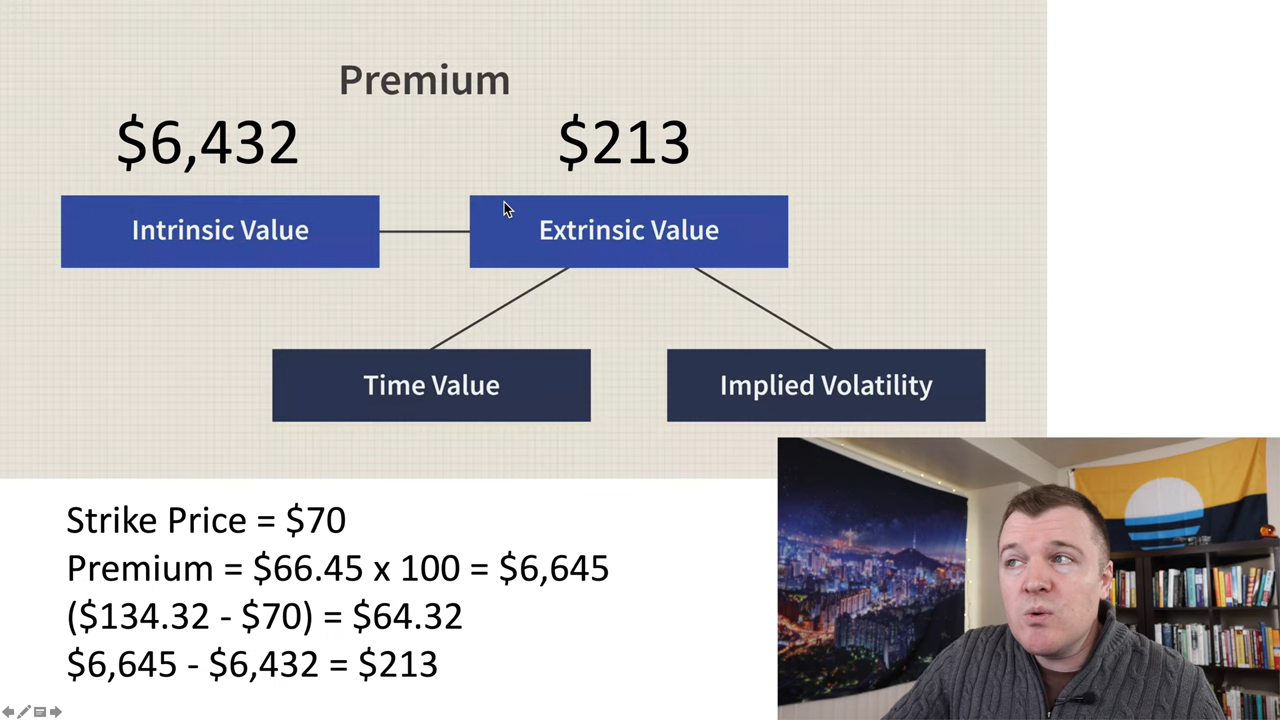 Premium
$6,432
$213
Intrinsic Value
Extrinsic Value
Time Value
Implied Volatility
Strike Price = $70
Premium = $66.45 x 100 = $6,645
($134.32 - $70) = $64.32
$6,645 - $6,432 = $213